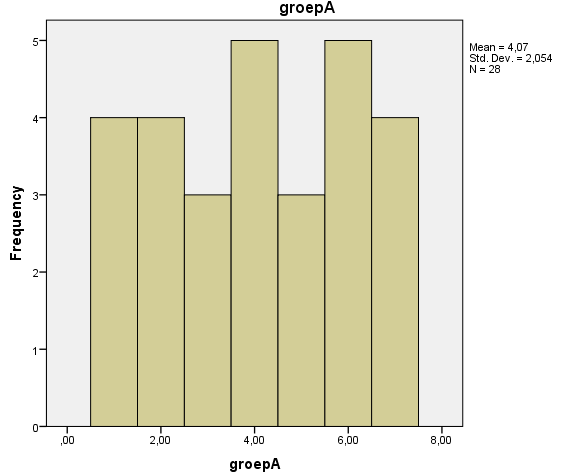 groepA
Mean = 4,07
Std. Dev. = 2,054
N = 28
Frequency
5
4
3
2
1
0
,00 2,00 4,00 6,00 8,00
groepA